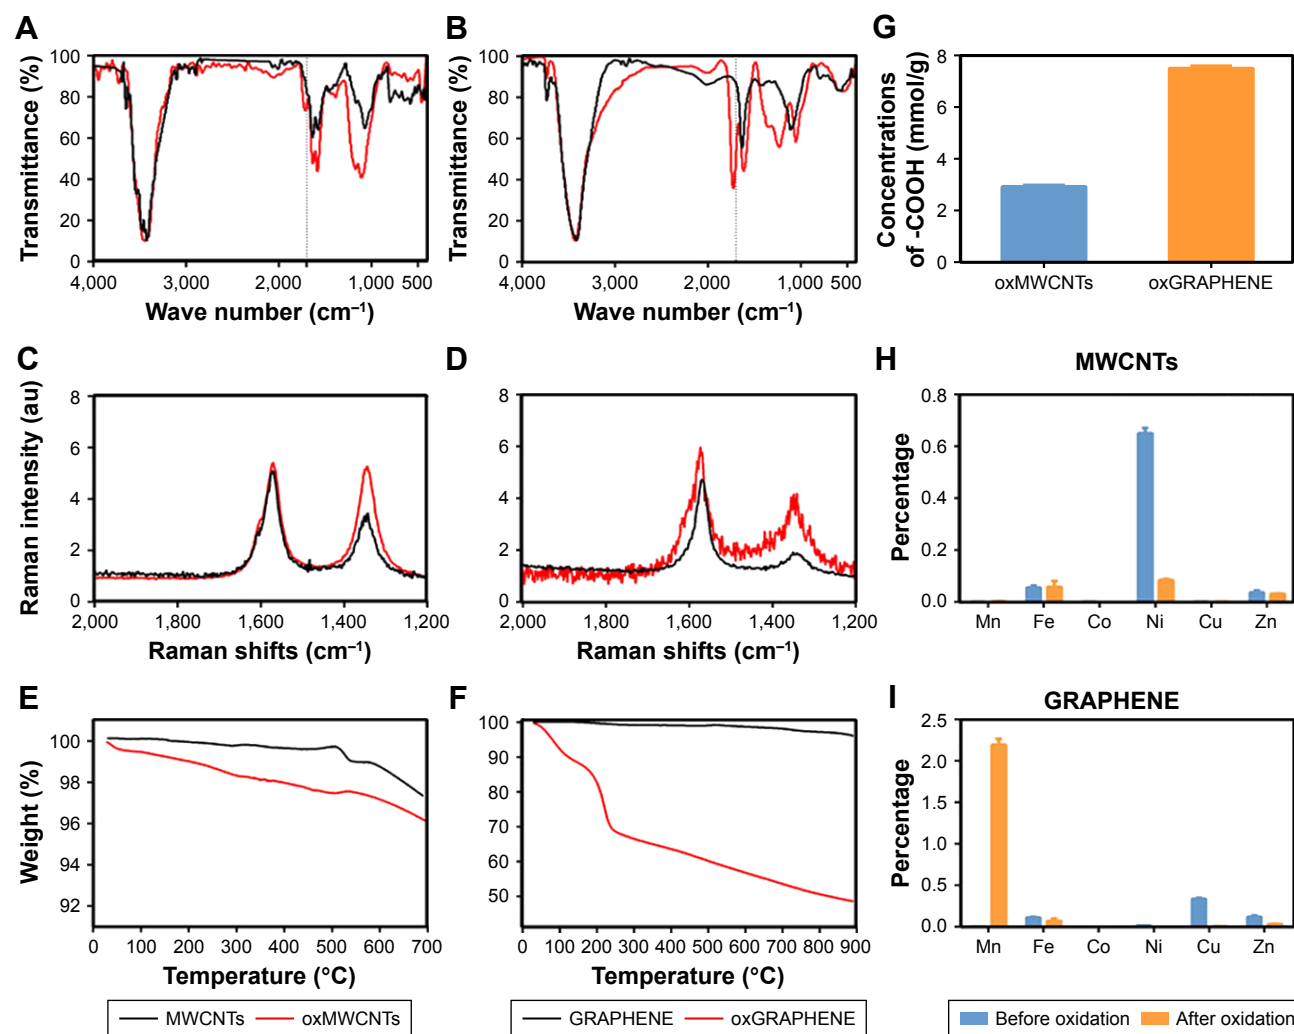 A
Transmittance (%)
100
80
60
40
20
0
4,000 3,000 2,000 1,000 500
Wave number (cm⁻¹)
B
Transmittance (%)
100
80
60
40
20
0
4,000 3,000 2,000 1,000 500
Wave number (cm⁻¹)
G
Concentrations
of -COOH (mmol/g)
8
6
4
2
0
oxMWCNTs oxGRAPHENE
C
Raman intensity (au)
8
6
4
2
0
2,000 1,800 1,600 1,400 1,200
Raman shifts (cm⁻¹)
D
8
6
4
2
0
2,000 1,800 1,600 1,400 1,200
Raman shifts (cm⁻¹)
H
MWCNTs
Percentage
0.8
0.6
0.4
0.2
0.0
Mn Fe Co Ni Cu Zn
E
Weight (%)
100
98
96
94
92
0 100 200 300 400 500 600 700
Temperature (°C)
MWCNTs oxMWCNTs
F
100
90
80
70
60
50
0 100 200 300 400 500 600 700 800 900
Temperature (°C)
GRAPHENE oxGRAPHENE
I
GRAPHENE
Percentage
2.5
2.0
1.5
1.0
0.5
0.0
Mn Fe Co Ni Cu Zn
Before oxidation After oxidation